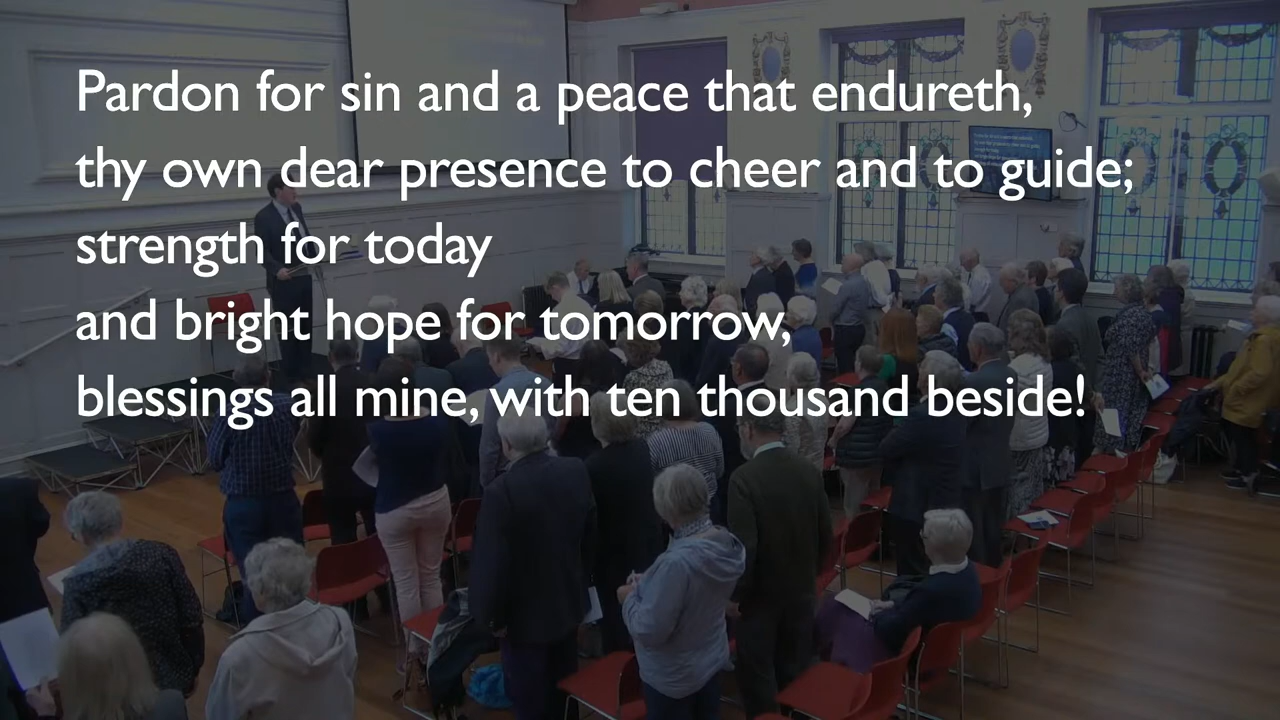 Pardon for sin and a peace that endureth,
thy own dear presence to cheer and to guide;
strength for today
and bright hope for tomorrow,
blessings all mine, with ten thousand beside!